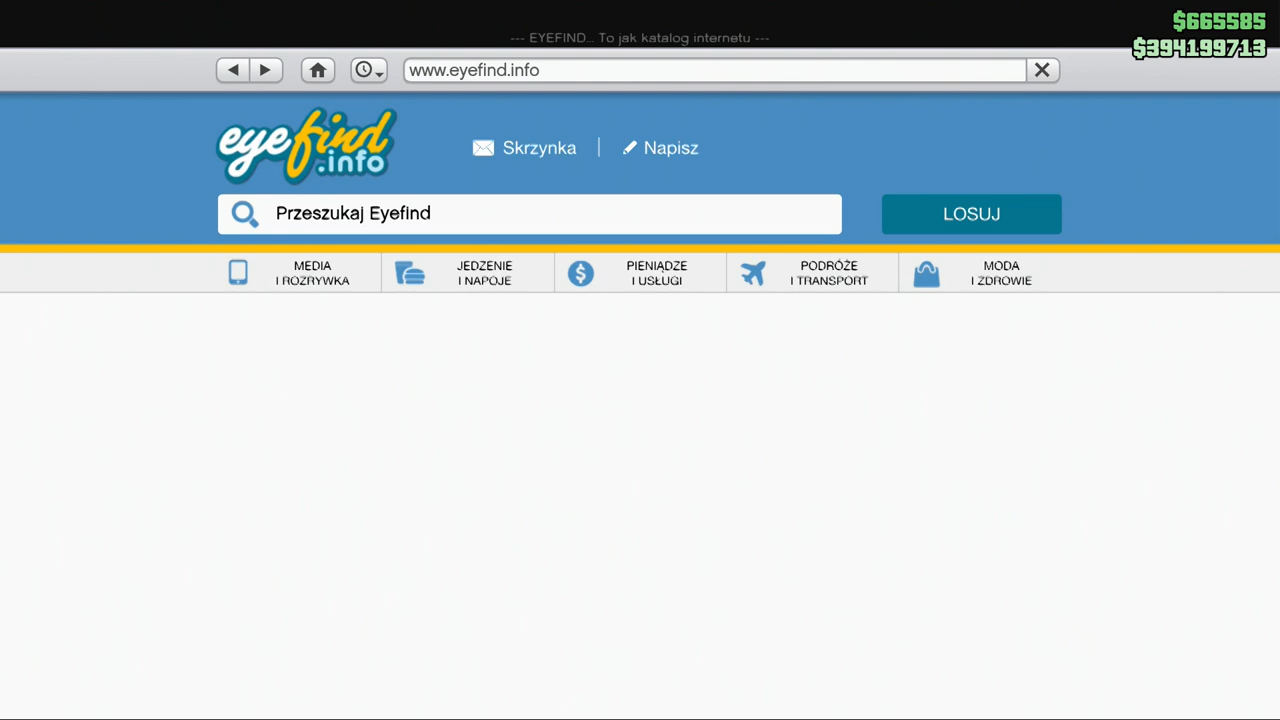 $665585
--- EYEFIND... To jak katalog internetu ---
$394199713
www.eyefind.info
eyefind
.info
Skrzynka
Napisz
Przeszukaj Eyefind
LOSUJ
MEDIA
I ROZRYWKA
JEDZENIE
I NAPOJE
PIENIĄDZE
I USŁUGI
PODRÓŻE
I TRANSPORT
MODA
I ZDROWIE